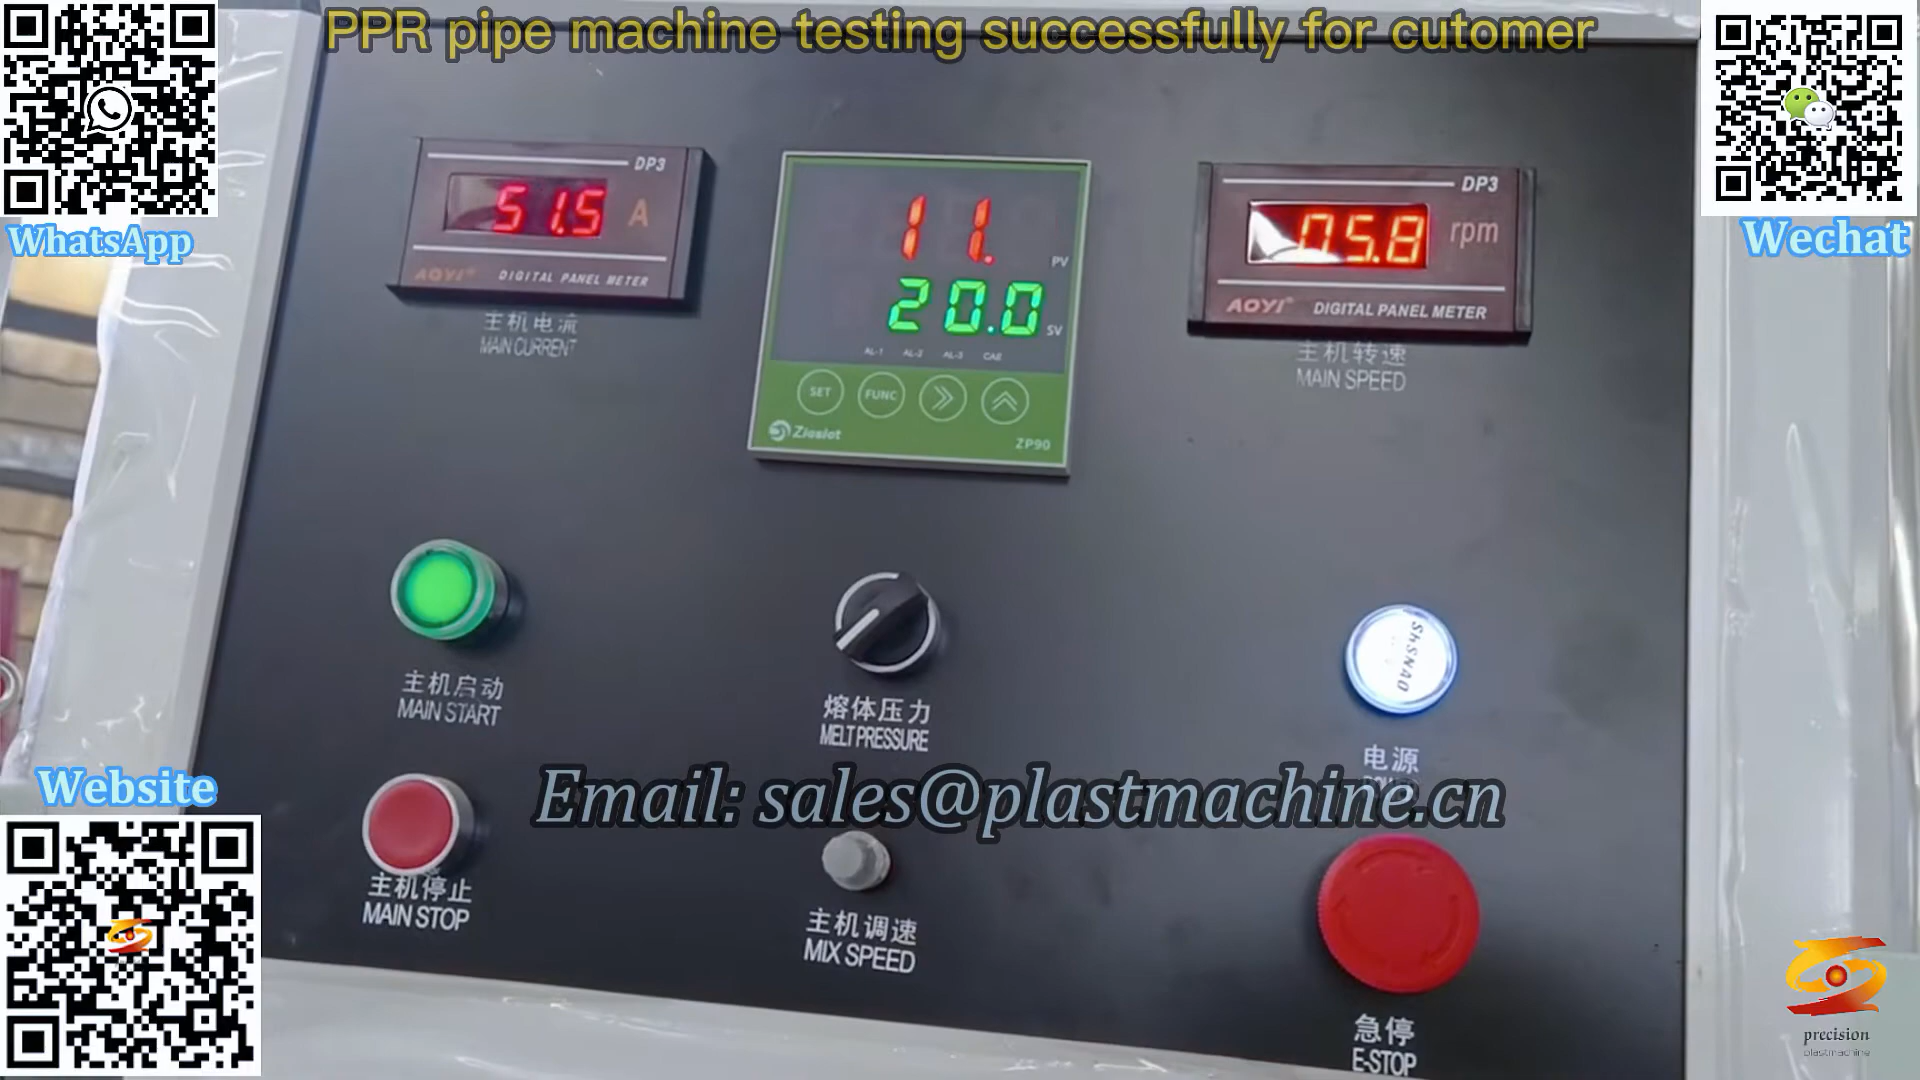 PPR pipe machine testing successfully for cutomer
WhatsApp
Wechat
DP3
51.5 A
AOYI® DIGITAL PANEL METER
主机电流
MAIN CURRENT
PV
20.0 SV
AL-1 AL-2 AL-3
SET FUNC
ZP90
DP3
05.8 rpm
AOYI® DIGITAL PANEL METER
主机转速
MAIN SPEED
主机启动
MAIN START
熔体压力
MELT PRESSURE
电源
Website
Email: sales@plastmachine.cn
主机停止
MAIN STOP
主机调速
MIX SPEED
急停
E-STOP
precision
plastmachine